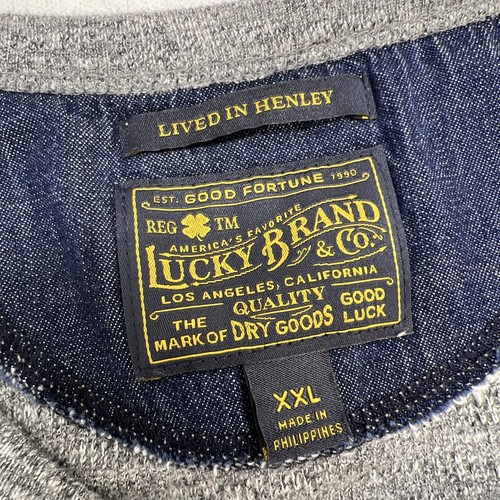 LIVED IN HENLEY
EST. GOOD FORTUNE 1990
REG TM
AMERICA'S FAVORITE
LUCKY BRAND
& CO.
LOS ANGELES, CALIFORNIA
QUALITY
THE MARK OF DRY GOODS GOOD LUCK
XXL
MADE IN
PHILIPPINES